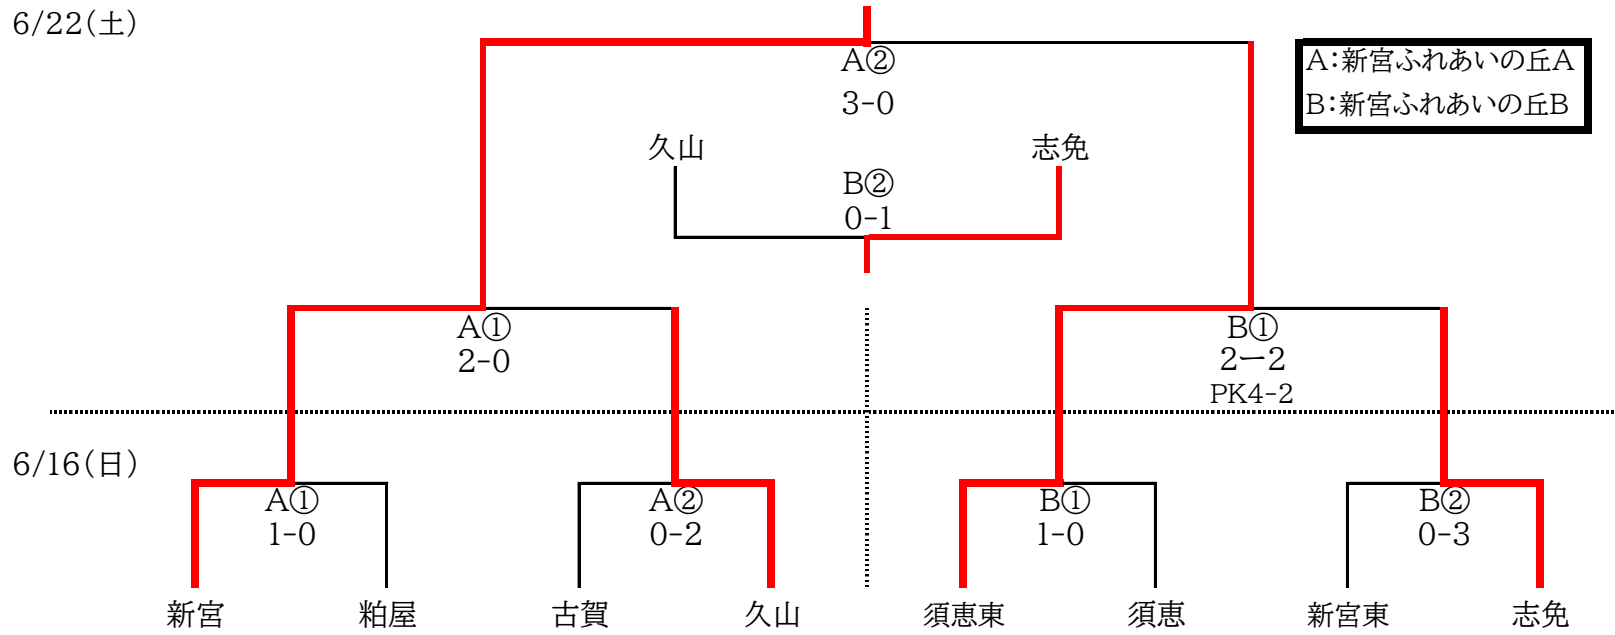 6/22(土)
A②
3-0
A:新宮ふれあいの丘A
B:新宮ふれあいの丘B
久山
志免
B②
0-1
A①
2-0
B①
2ー2
PK4-2
6/16(日)
A①
1-0
A②
0-2
B①
1-0
B②
0-3
新宮
粕屋
古賀
久山
須恵東
須恵
新宮東
志免